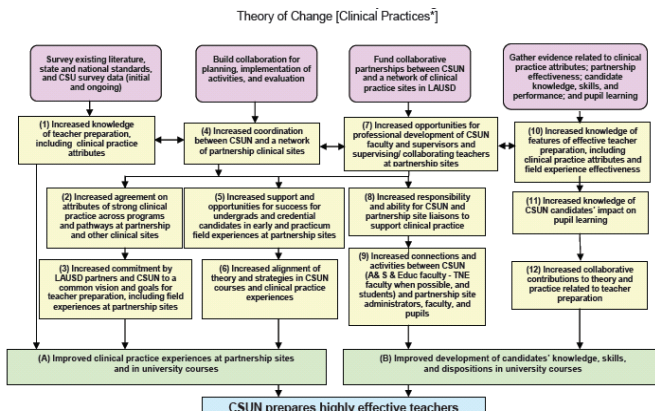 Theory of Change [Clinical Practices*]
Survey existing literature,
state and national standards,
and CSU survey data (initial
and ongoing)
Build collaboration for
planning, implementation of
activities, and evaluation
Fund collaborative
partnerships between CSUN
and a network of clinical
practice sites in LAUSD
Gather evidence related to clinical
practice attributes; partnership
effectiveness; candidate
knowledge, skills, and
performance; and pupil learning
(1) Increased knowledge
of teacher preparation,
including clinical practice
attributes
(4) Increased coordination
between CSUN and a network
of partnership clinical sites
(7) Increased opportunities for
professional development of CSUN
faculty and supervisors and
supervising/ collaborating teachers
at partnership sites
(10) Increased knowledge of
features of effective teacher
preparation, including
clinical practice attributes and
field experience effectiveness
(2) Increased agreement on
attributes of strong clinical
practice across programs
and pathways at partnership
and other clinical sites
(5) Increased support and
opportunities for success for
undergrads and credential
candidates in early and practicum
field experiences at partnership sites
(8) Increased responsibility
and ability for CSUN and
partnership site liaisons to
support clinical practice
(11) Increased knowledge of
CSUN candidates' impact on
pupil learning
(3) Increased commitment by
LAUSD partners and CSUN to a
common vision and goals for
teacher preparation, including field
experiences at partnership sites
(6) Increased alignment of
theory and strategies in CSUN
courses and clinical practice
experiences
(9) Increased connections and
activities between CSUN
(A& S & Educ faculty - TNE
faculty when possible, and
students) and partnership site
administrators, faculty, and
pupils
(12) Increased collaborative
contributions to theory and
practice related to teacher
preparation
(A) Improved clinical practice experiences at partnership sites
and in university courses
(B) Improved development of candidates' knowledge, skills,
and dispositions in university courses
CSUN prepares highly effective teachers